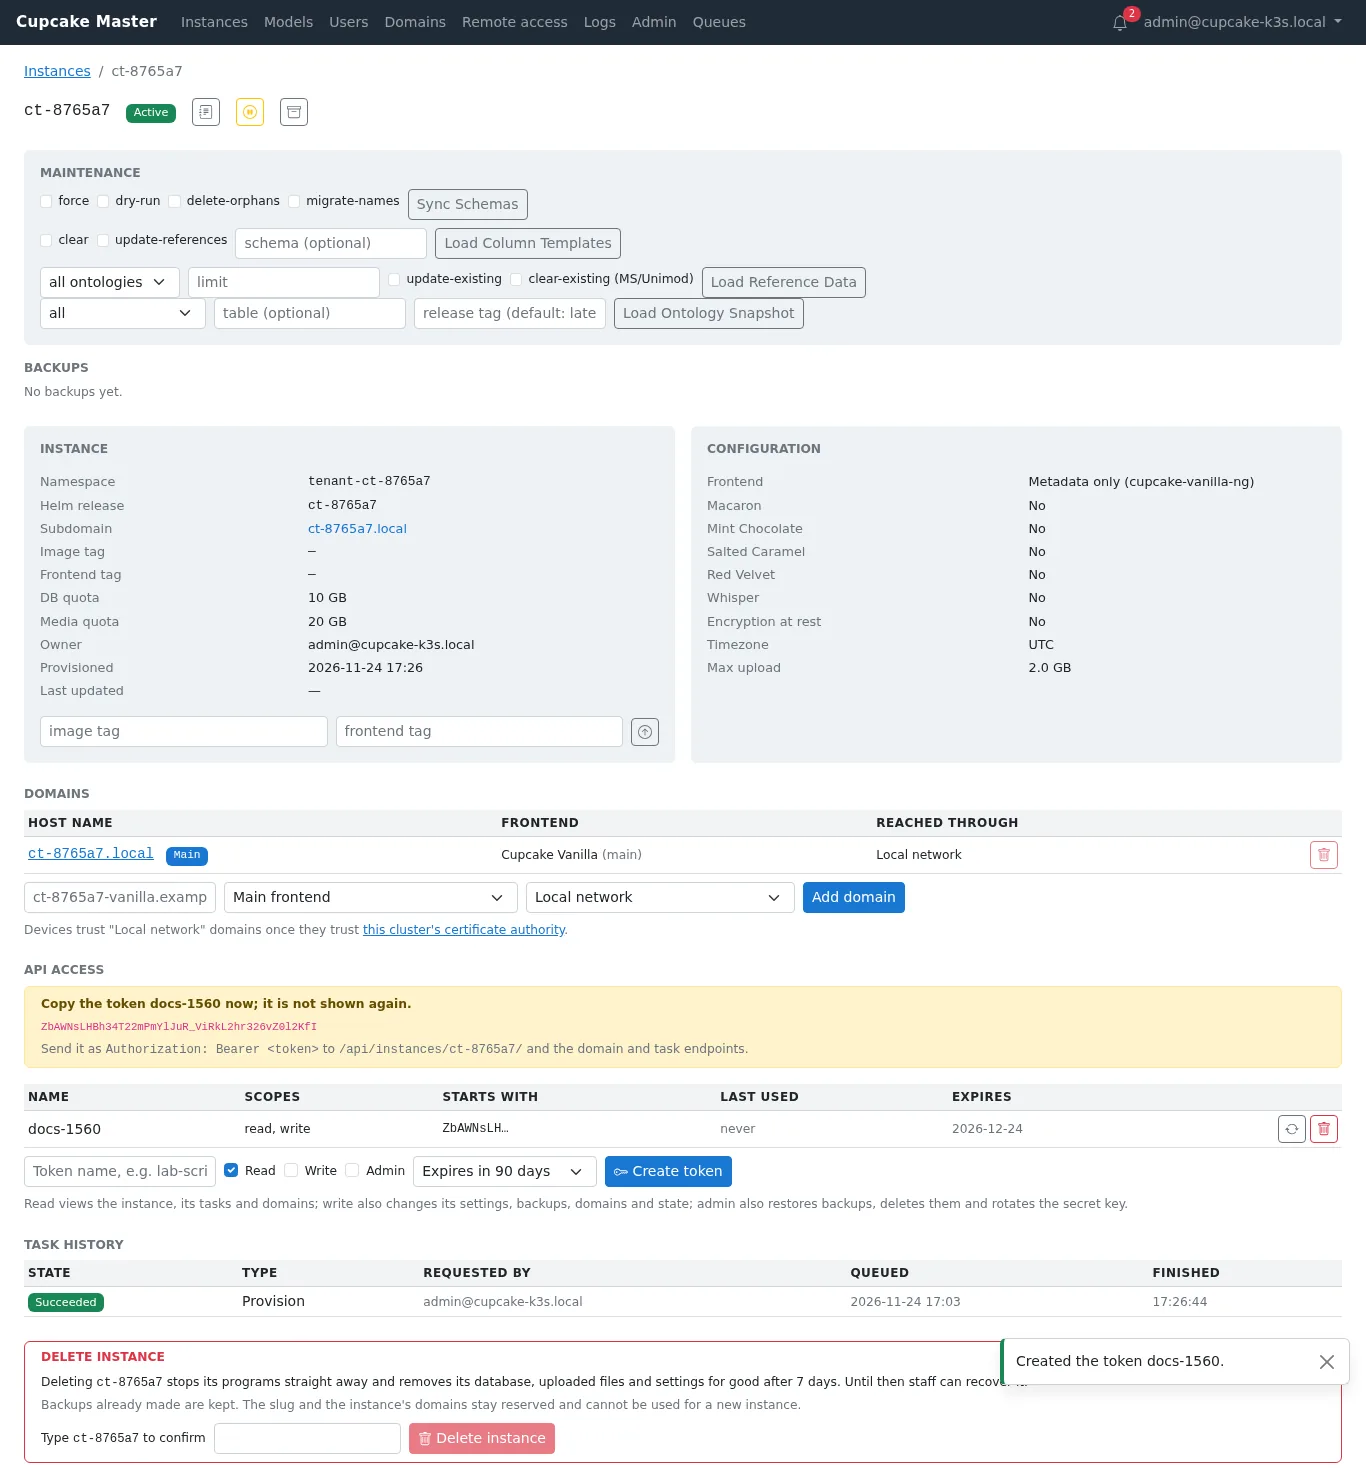 Cupcake Master Instances Models Users Domains Remote access Logs Admin Queues 2 admin@cupcake-k3s.local
Instances / ct-8765a7
ct-8765a7 Active
MAINTENANCE
force dry-run delete-orphans migrate-names Sync Schemas
clear update-references schema (optional) Load Column Templates
all ontologies limit update-existing clear-existing (MS/Unimod) Load Reference Data
all table (optional) release tag (default: late Load Ontology Snapshot
BACKUPS
No backups yet.
INSTANCE
Namespace tenant-ct-8765a7
Helm release ct-8765a7
Subdomain ct-8765a7.local
Image tag —
Frontend tag —
DB quota 10 GB
Media quota 20 GB
Owner admin@cupcake-k3s.local
Provisioned 2026-11-24 17:26
Last updated —
image tag frontend tag
CONFIGURATION
Frontend Metadata only (cupcake-vanilla-ng)
Macaron No
Mint Chocolate No
Salted Caramel No
Red Velvet No
Whisper No
Encryption at rest No
Timezone UTC
Max upload 2.0 GB
DOMAINS
HOST NAME FRONTEND REACHED THROUGH
ct-8765a7.local Main Cupcake Vanilla (main) Local network
ct-8765a7-vanilla.examp Main frontend Local network Add domain
Devices trust "Local network" domains once they trust this cluster's certificate authority.
API ACCESS
Copy the token docs-1560 now; it is not shown again.
ZbAWNsLHBh34T22mPmYlJuR_ViRkL2hr326vZ0l2KfI
Send it as Authorization: Bearer <token> to /api/instances/ct-8765a7/ and the domain and task endpoints.
NAME SCOPES STARTS WITH LAST USED EXPIRES
docs-1560 read, write ZbAWNsLH… never 2026-12-24
Token name, e.g. lab-scri Read Write Admin Expires in 90 days Create token
Read views the instance, its tasks and domains; write also changes its settings, backups, domains and state; admin also restores backups, deletes them and rotates the secret key.
TASK HISTORY
STATE TYPE REQUESTED BY QUEUED FINISHED
Succeeded Provision admin@cupcake-k3s.local 2026-11-24 17:03 17:26:44
DELETE INSTANCE
Created the token docs-1560.
Deleting ct-8765a7 stops its programs straight away and removes its database, uploaded files and settings for good after 7 days. Until then staff can recover it.
Backups already made are kept. The slug and the instance's domains stay reserved and cannot be used for a new instance.
Type ct-8765a7 to confirm Delete instance